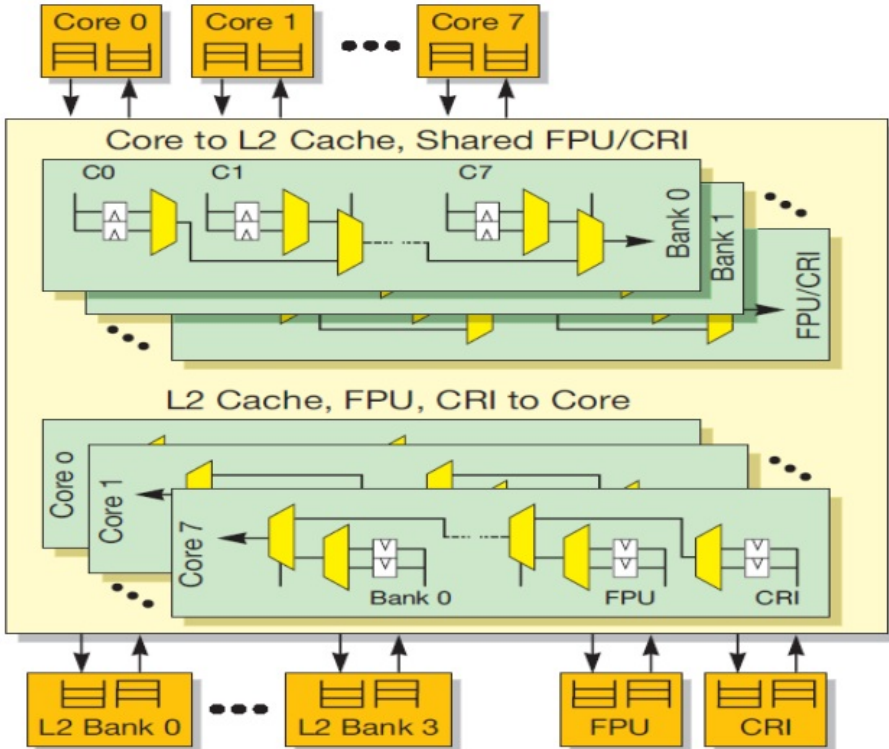 Core 0
Core 1
Core 7
Core to L2 Cache, Shared FPU/CRI
C0
C1
C7
Bank 0
Bank 1
FPU/CRI
L2 Cache, FPU, CRI to Core
Core o
Core 1
Core 7
Bank 0
FPU
CRI
L2 Bank 0
L2 Bank 3
FPU
CRI